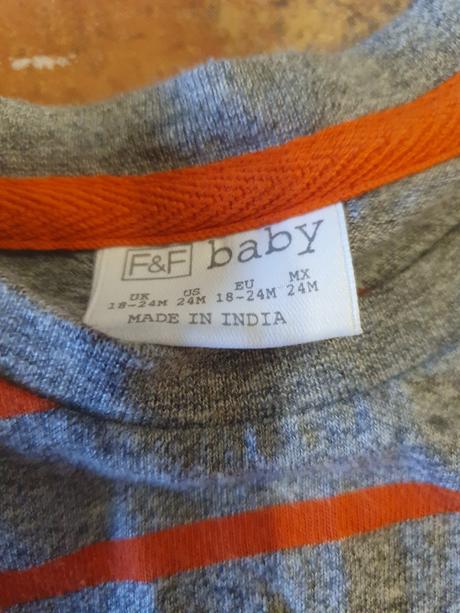 F&F baby
UK US EU MX
18-24M 24M 18-24M 24M
MADE IN INDIA